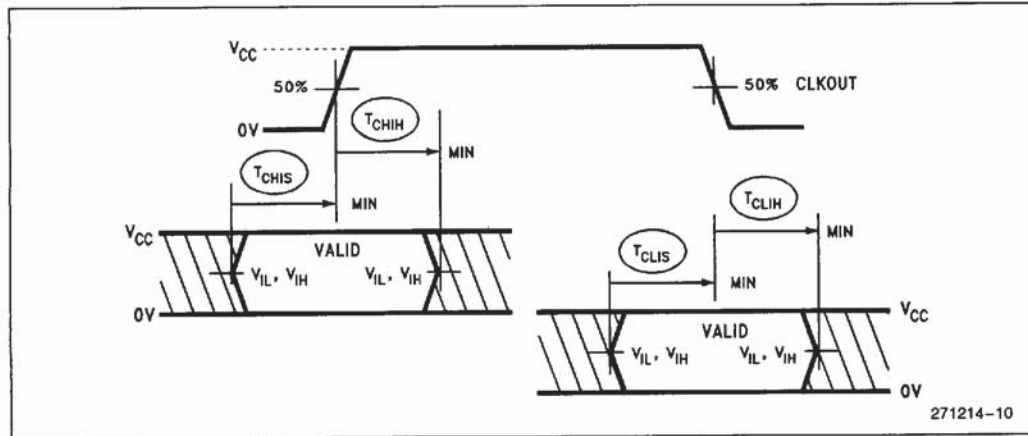 VCC
50%
50% CLKOUT
0V
TCHIH
MIN
TCHIS
MIN
VCC
VALID
VIL, VIH
VIL, VIH
0V
TCLIH
MIN
TCLIS
MIN
VCC
VALID
VIL, VIH
VIL, VIH
0V
271214-10